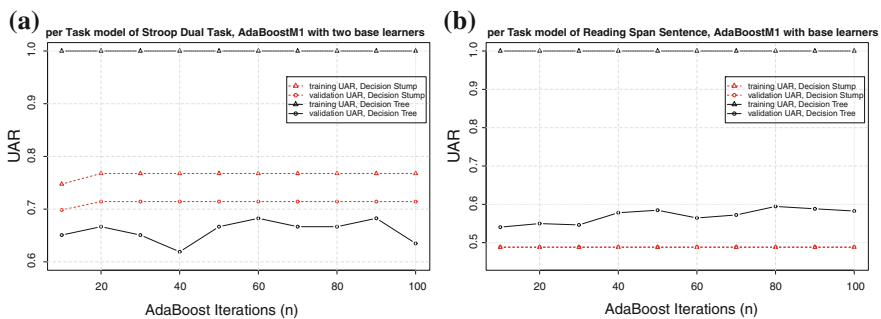 (a)
per Task model of Stroop Dual Task, AdaBoostM1 with two base learners
1.0
0.9
0.8
0.7
0.6
UAR
training UAR, Decision Stump
validation UAR, Decision Stump
training UAR, Decision Tree
validation UAR, Decision Tree
20 40 60 80 100
AdaBoost Iterations (n)
(b)
per Task model of Reading Span Sentence, AdaBoostM1 with base learners
1.0
0.9
0.8
0.7
0.6
0.5
UAR
training UAR, Decision Stump
validation UAR, Decision Stump
training UAR, Decision Tree
validation UAR, Decision Tree
20 40 60 80 100
AdaBoost Iterations (n)